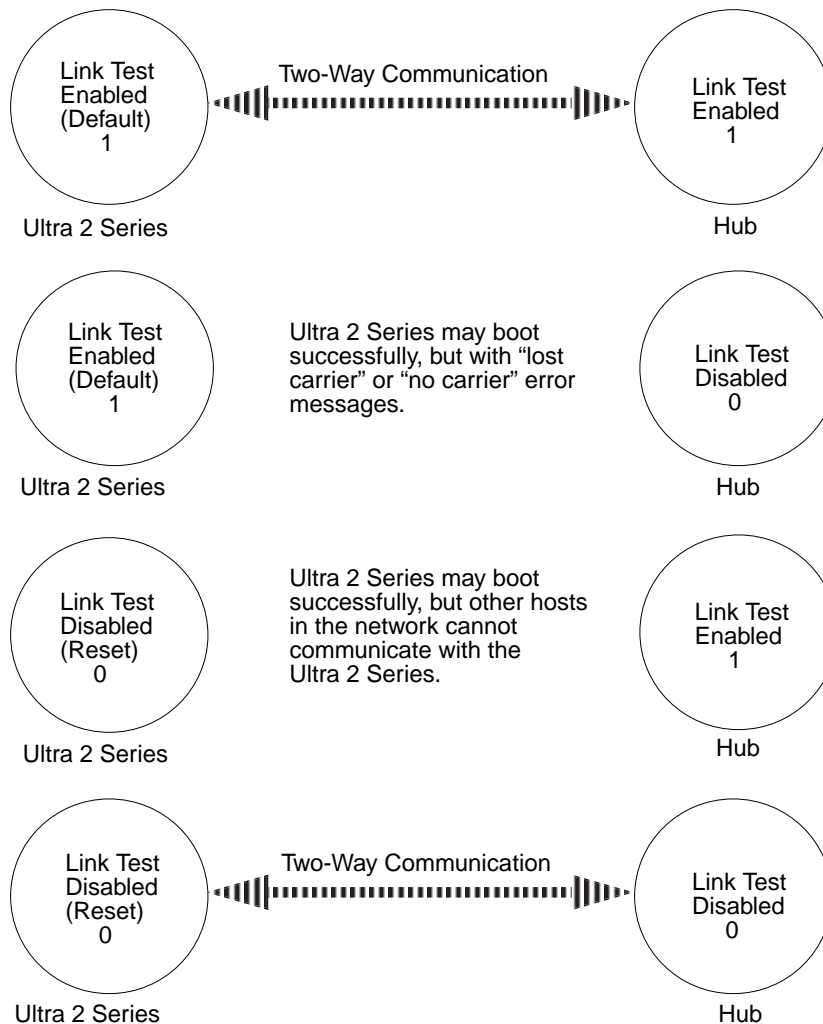 Link Test
Enabled
(Default)
1
Two-Way Communication
Link Test
Enabled
1
Ultra 2 Series
Hub
Link Test
Enabled
(Default)
1
Ultra 2 Series may boot
successfully, but with “lost
carrier” or “no carrier” error
messages.
Link Test
Disabled
0
Ultra 2 Series
Hub
Link Test
Disabled
(Reset)
0
Ultra 2 Series may boot
successfully, but other hosts
in the network cannot
communicate with the
Ultra 2 Series.
Link Test
Enabled
1
Ultra 2 Series
Hub
Link Test
Disabled
(Reset)
0
Two-Way Communication
Link Test
Disabled
0
Ultra 2 Series
Hub